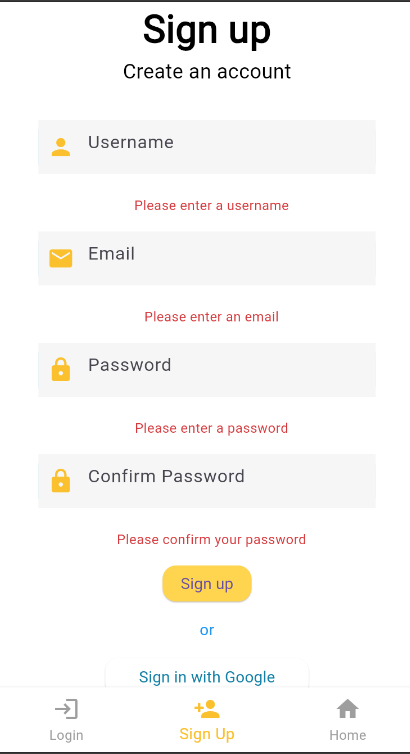 Sign up
Create an account
Username
Please enter a username
Email
Please enter an email
Password
Please enter a password
Confirm Password
Please confirm your password
Sign up
or
Sign in with Google
Login
Sign Up
Home